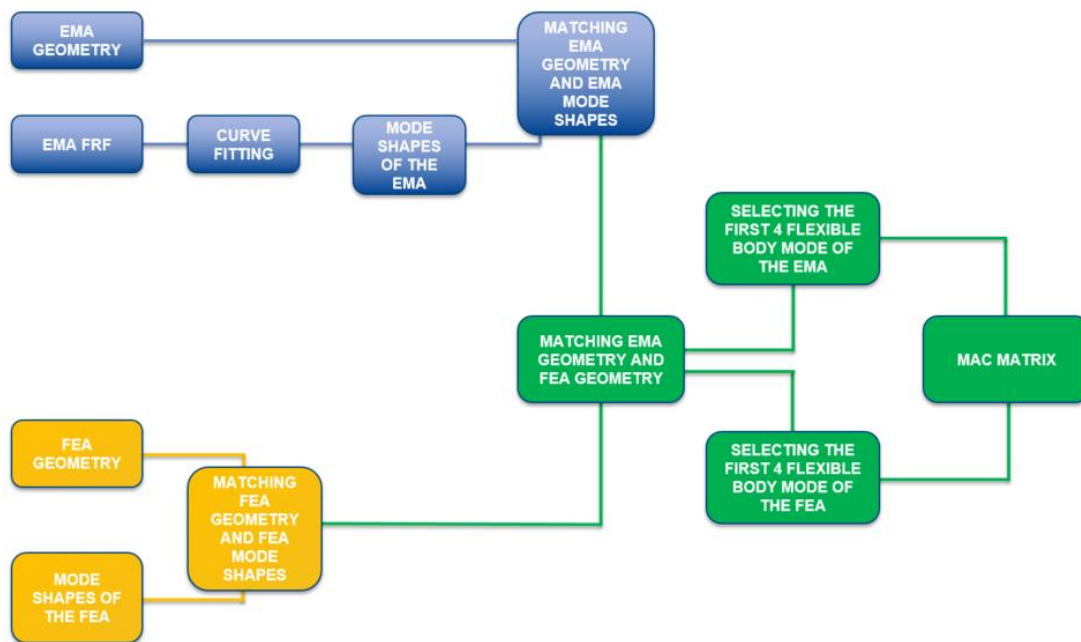 EMA
GEOMETRY
MATCHING
EMA
GEOMETRY
AND EMA
MODE
SHAPES
EMA FRF
CURVE
FITTING
MODE
SHAPES
OF THE
EMA
SELECTING THE
FIRST 4 FLEXIBLE
BODY MODE OF
THE EMA
MATCHING EMA
GEOMETRY AND
FEA GEOMETRY
MAC MATRIX
FEA
GEOMETRY
MATCHING
FEA
GEOMETRY
AND FEA
MODE
SHAPES
SELECTING THE
FIRST 4 FLEXIBLE
BODY MODE OF
THE FEA
MODE
SHAPES OF
THE FEA